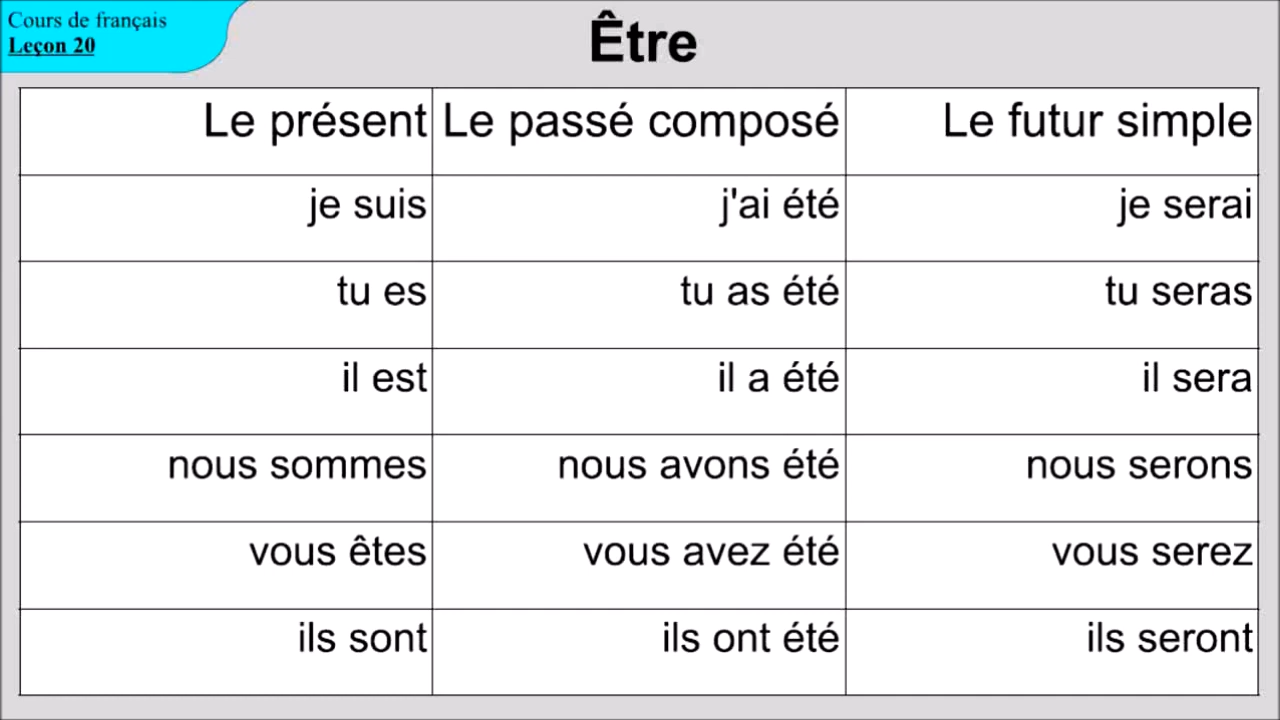 Cours de français
Leçon 20
Être
Le présent Le passé composé Le futur simple
je suis j'ai été je serai
tu es tu as été tu seras
il est il a été il sera
nous sommes nous avons été nous serons
vous êtes vous avez été vous serez
ils sont ils ont été ils seront